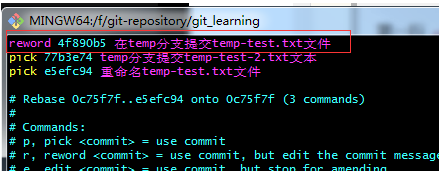 MINGW64:/f/git-repository/git_learning
reword 4f890b5 在temp分支提交temp-test.txt文件
pick 77b3e74 temp分支提交temp-test-2.txt文本
pick e5efc94 重命名temp-test.txt文件
# Rebase 0c75f7f..e5efc94 onto 0c75f7f (3 commands)
#
# Commands:
# p, pick <commit> = use commit
# r, reword <commit> = use commit, but edit the commit message
# e, edit <commit> = use commit, but stop for amending